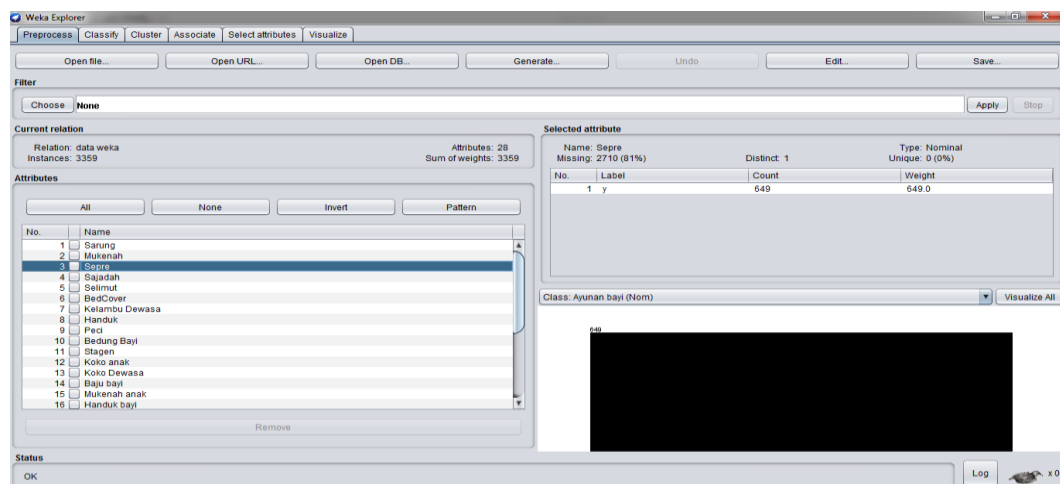 Weka Explorer
Preprocess Classify Cluster Associate Select attributes Visualize
Open file... Open URL... Open DB... Generate... Undo Edit... Save...
Filter
Choose None Apply Stop
Current relation
Relation: data weka Attributes: 28
Instances: 3359 Sum of weights: 3359
Attributes
All None Invert Pattern
No. Name
1 Sarung
2 Mukenah
3 Sepre
4 Sajadah
5 Selimut
6 BedCover
7 Kelambu Dewasa
8 Handuk
9 Peci
10 Bedung Bayi
11 Stagen
12 Koko anak
13 Koko Dewasa
14 Baju bayi
15 Mukenah anak
16 Handuk bayi
Remove
Selected attribute
Name: Sepre Type: Nominal
Missing: 2710 (81%) Distinct: 1 Unique: 0 (0%)
No. Label Count Weight
1 y 649 649.0
Class: Ayunan bayi (Nom) Visualize All
649
Status
OK Log x 0